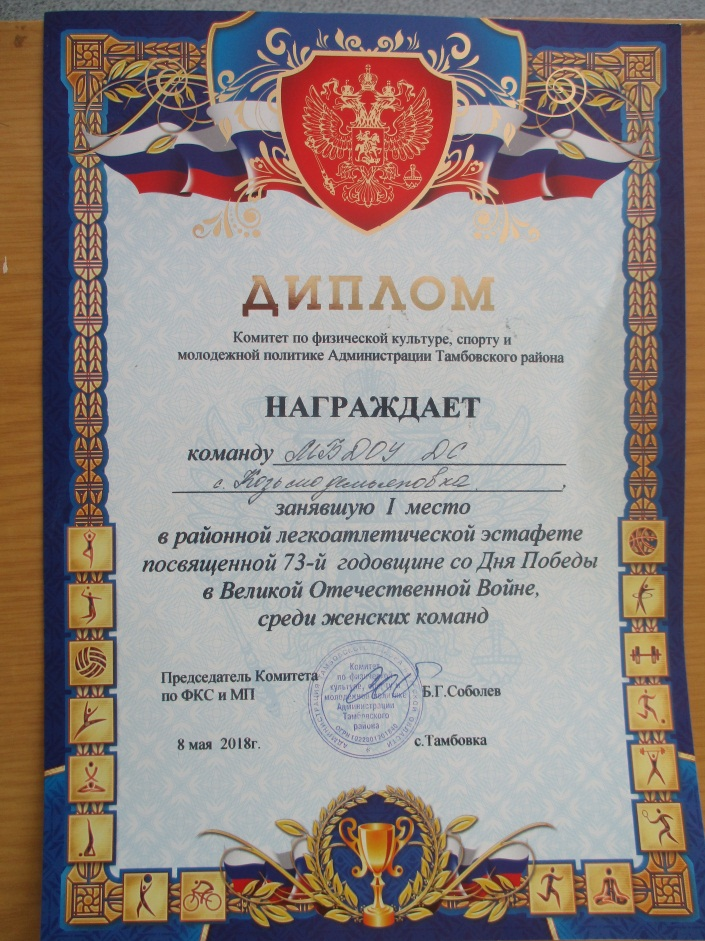 ДИПЛОМ
Комитет по физической культуре, спорту и
молодежной политике Администрации Тамбовского района
НАГРАЖДАЕТ
команду МБДОУ ДС
с. Козьмодемьяновка,
занявшую I место
в районной легкоатлетической эстафете
посвященной 73-й годовщине со Дня Победы
в Великой Отечественной Войне,
среди женских команд
Председатель Комитета
по ФКС и МП
Б.Г.Соболев
Комитет
по физической
культуре, спорту и
молодежной политике
Администрации
Тамбовского
района
8 мая 2018г.
с.Тамбовка